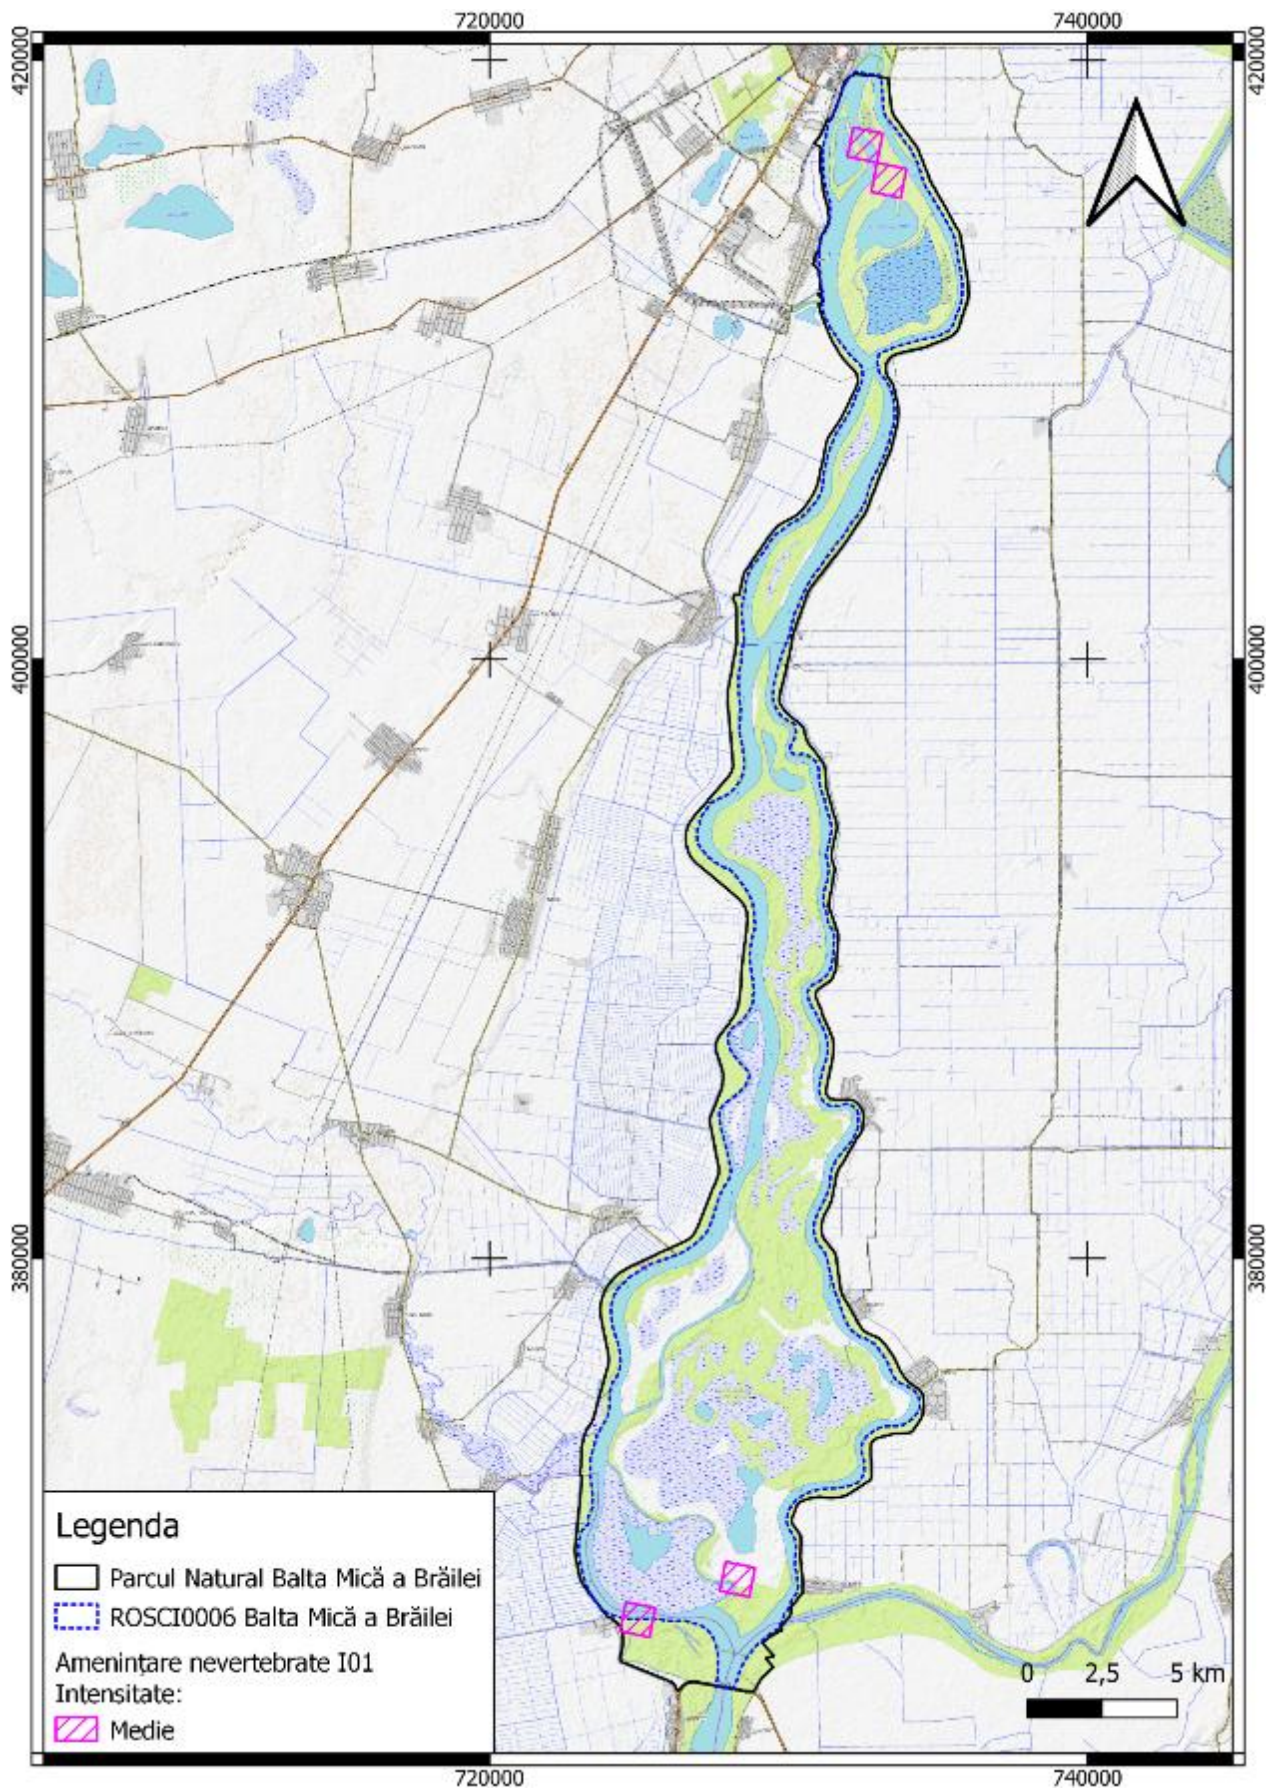 720000
740000
420000
420000
400000
400000
380000
380000
Legenda
Parcul Natural Balta Mică a Brăilei
ROSCI0006 Balta Mică a Brăilei
Amenințare nevertebrate I01
Intensitate:
Medie
0 2,5 5 km
720000
740000